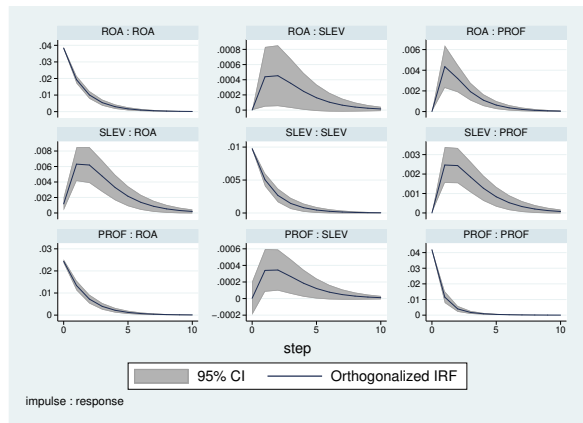 ROA : ROA
ROA : SLEV
ROA : PROF
.04
.03
.02
.01
0
.0008
.0006
.0004
.0002
0
.006
.004
.002
0
SLEV : ROA
SLEV : SLEV
SLEV : PROF
.008
.006
.004
.002
0
.01
.005
0
.003
.002
.001
0
PROF : ROA
PROF : SLEV
PROF : PROF
.03
.02
.01
0
.0006
.0004
.0002
0
-.0002
.04
.03
.02
.01
0
0 5 10
0 5 10
0 5 10
step
95% CI
Orthogonalized IRF
impulse : response